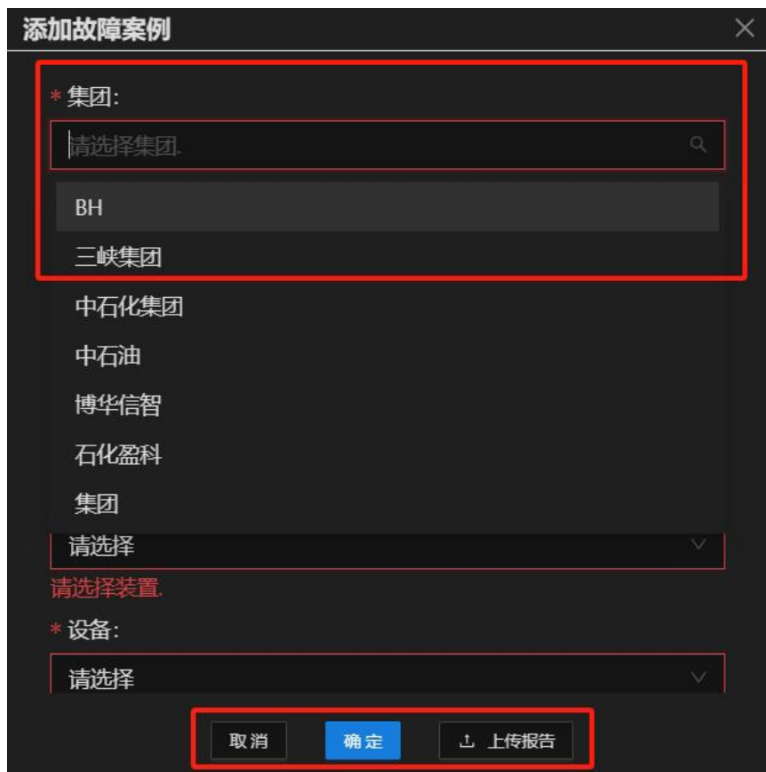 添加故障案例
* 集团:
请选择集团.
BH
三峡集团
中石化集团
中石油
博华信智
石化盈科
集团
请选择
请选择装置.
* 设备:
请选择
取消 确定 上传报告